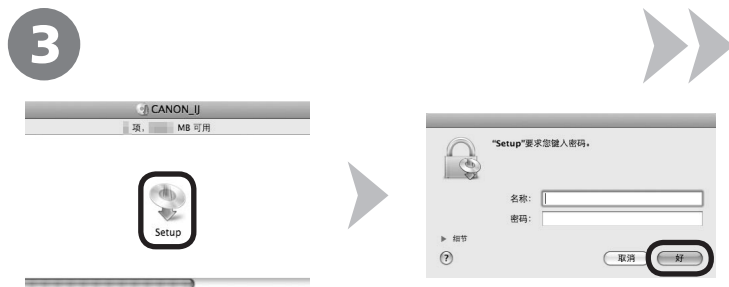 3
CANON_IJ
项， MB 可用
Setup
"Setup"要求您键入密码。
名称：
密码：
细节
?
取消
好